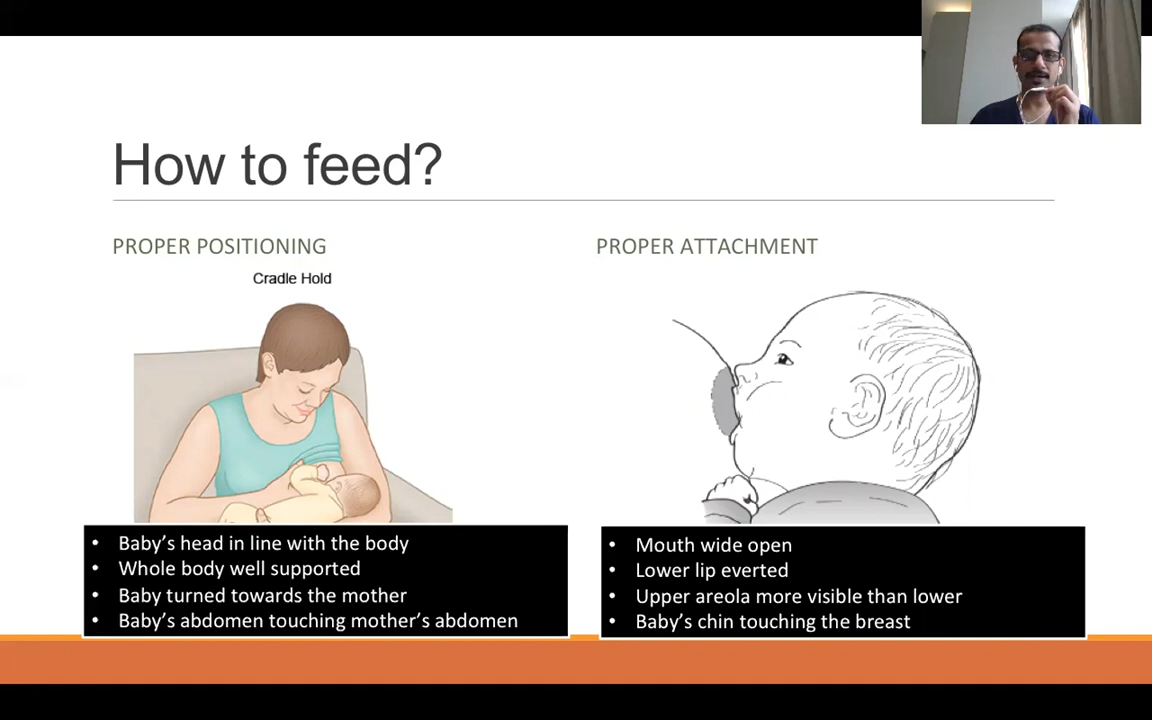 How to feed?
PROPER POSITIONING
Cradle Hold
• Baby’s head in line with the body
• Whole body well supported
• Baby turned towards the mother
• Baby’s abdomen touching mother’s abdomen
PROPER ATTACHMENT
• Mouth wide open
• Lower lip everted
• Upper areola more visible than lower
• Baby’s chin touching the breast